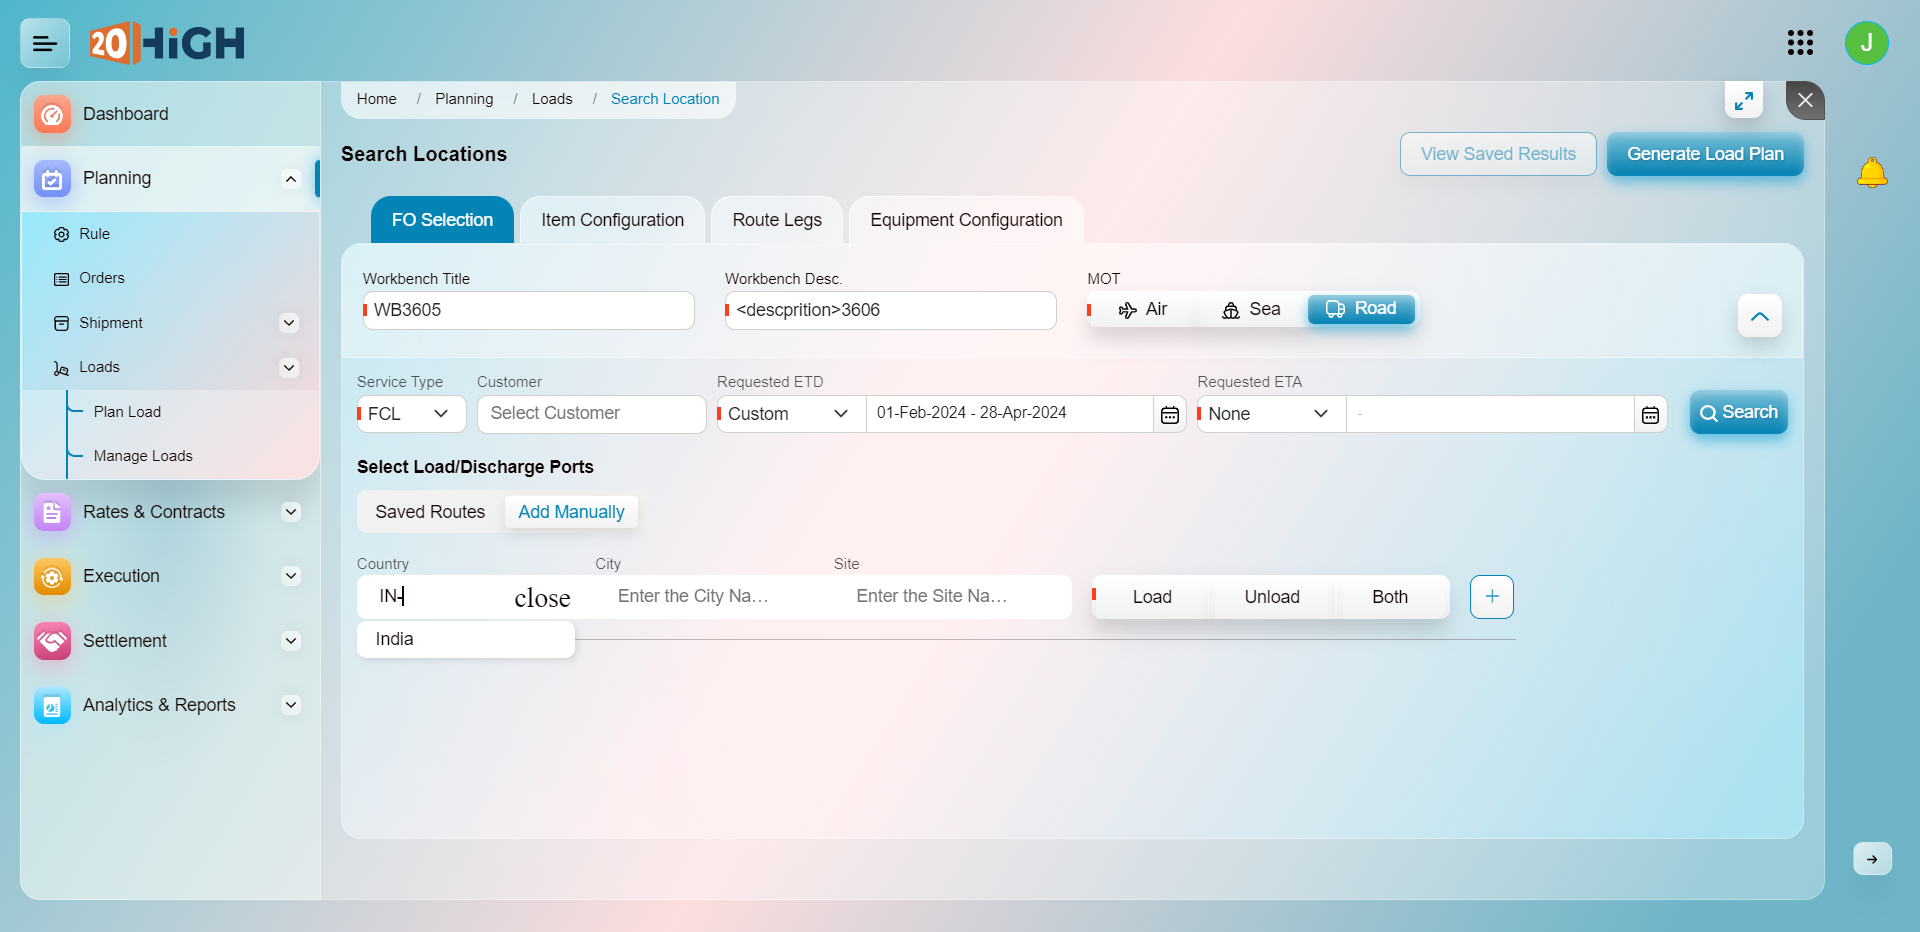 20HiGH
J
Dashboard
Planning
Rule
Orders
Shipment
Loads
Plan Load
Manage Loads
Rates & Contracts
Execution
Settlement
Analytics & Reports
Home / Planning / Loads / Search Location
Search Locations
View Saved Results
Generate Load Plan
FO Selection
Item Configuration
Route Legs
Equipment Configuration
Workbench Title
WB3605
Workbench Desc.
<descprition>3606
MOT
Air
Sea
Road
Service Type
FCL
Customer
Select Customer
Requested ETD
Custom
01-Feb-2024 - 28-Apr-2024
Requested ETA
None
-
Search
Select Load/Discharge Ports
Saved Routes
Add Manually
Country
City
Site
IN-
close
Enter the City Na...
Enter the Site Na...
Load
Unload
Both
India